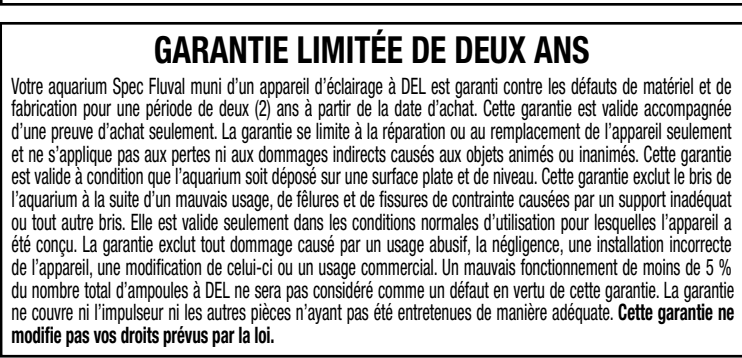 GARANTIE LIMITÉE DE DEUX ANS
Votre aquarium Spec Fluval muni d’un appareil d’éclairage à DEL est garanti contre les défauts de matériel et de
fabrication pour une période de deux (2) ans à partir de la date d’achat. Cette garantie est valide accompagnée
d’une preuve d’achat seulement. La garantie se limite à la réparation ou au remplacement de l’appareil seulement
et ne s’applique pas aux pertes ni aux dommages indirects causés aux objets animés ou inanimés. Cette garantie
est valide à condition que l’aquarium soit déposé sur une surface plate et de niveau. Cette garantie exclut le bris de
l’aquarium à la suite d’un mauvais usage, de fêlures et de fissures de contrainte causées par un support inadéquat
ou tout autre bris. Elle est valide seulement dans les conditions normales d’utilisation pour lesquelles l’appareil a
été conçu. La garantie exclut tout dommage causé par un usage abusif, la négligence, une installation incorrecte
de l’appareil, une modification de celui-ci ou un usage commercial. Un mauvais fonctionnement de moins de 5 %
du nombre total d’ampoules à DEL ne sera pas considéré comme un défaut en vertu de cette garantie. La garantie
ne couvre ni l’impulseur ni les autres pièces n’ayant pas été entretenues de manière adéquate. Cette garantie ne
modifie pas vos droits prévus par la loi.